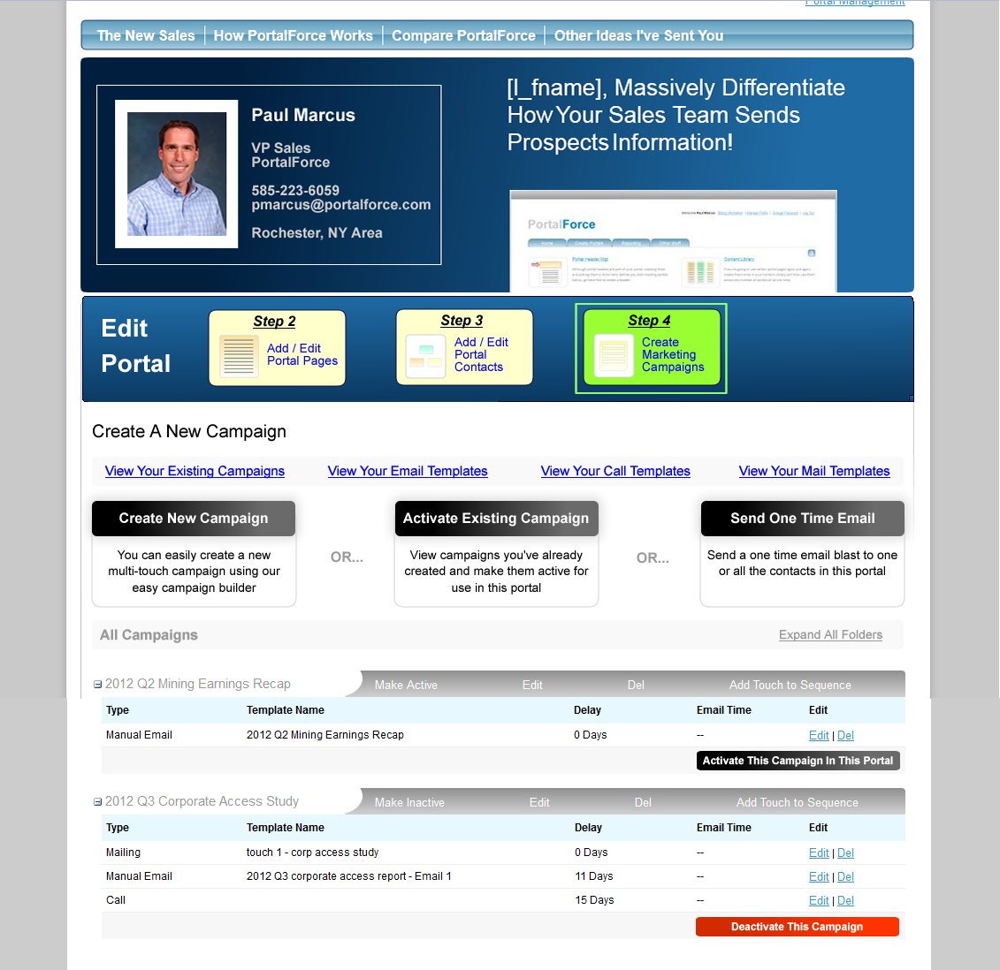 Portal Management
The New Sales
How PortalForce Works
Compare PortalForce
Other Ideas I've Sent You
Paul Marcus
VP Sales
PortalForce
585-223-6059
pmarcus@portalforce.com
Rochester, NY Area
[l_fname], Massively Differentiate
How Your Sales Team Sends
Prospects Information!
PortalForce
Edit
Portal
Step 2
Add / Edit
Portal Pages
Step 3
Add / Edit
Portal
Contacts
Step 4
Create
Marketing
Campaigns
Create A New Campaign
View Your Existing Campaigns
View Your Email Templates
View Your Call Templates
View Your Mail Templates
Create New Campaign
You can easily create a new
multi-touch campaign using our
easy campaign builder
OR...
Activate Existing Campaign
View campaigns you've already
created and make them active for
use in this portal
OR...
Send One Time Email
Send a one time email blast to one
or all the contacts in this portal
All Campaigns
Expand All Folders
2012 Q2 Mining Earnings Recap
Make Active
Edit
Del
Add Touch to Sequence
Type Template Name Delay Email Time Edit
Manual Email 2012 Q2 Mining Earnings Recap 0 Days -- Edit | Del
Activate This Campaign In This Portal
2012 Q3 Corporate Access Study
Make Inactive
Edit
Del
Add Touch to Sequence
Type Template Name Delay Email Time Edit
Mailing touch 1 - corp access study 0 Days -- Edit | Del
Manual Email 2012 Q3 corporate access report - Email 1 11 Days -- Edit | Del
Call 15 Days -- Edit | Del
Deactivate This Campaign